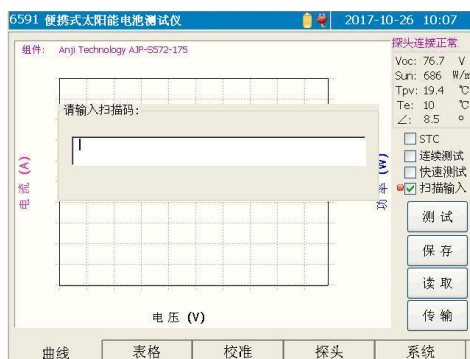 6591 便携式太阳能电池测试仪 2017-10-26 10:07
组件: Anji Technology AJP-S572-175
探头连接正常
Voc: 76.7 V
Sun: 686 W/m
Tpv: 19.4 ℃
Te: 10 ℃
∠: 8.5 °
请输入扫描码:
电流 (A)
功率 (W)
电压 (V)
STC
连续测试
快速测试
扫描输入
测试
保存
读取
传输
曲线 表格 校准 探头 系统